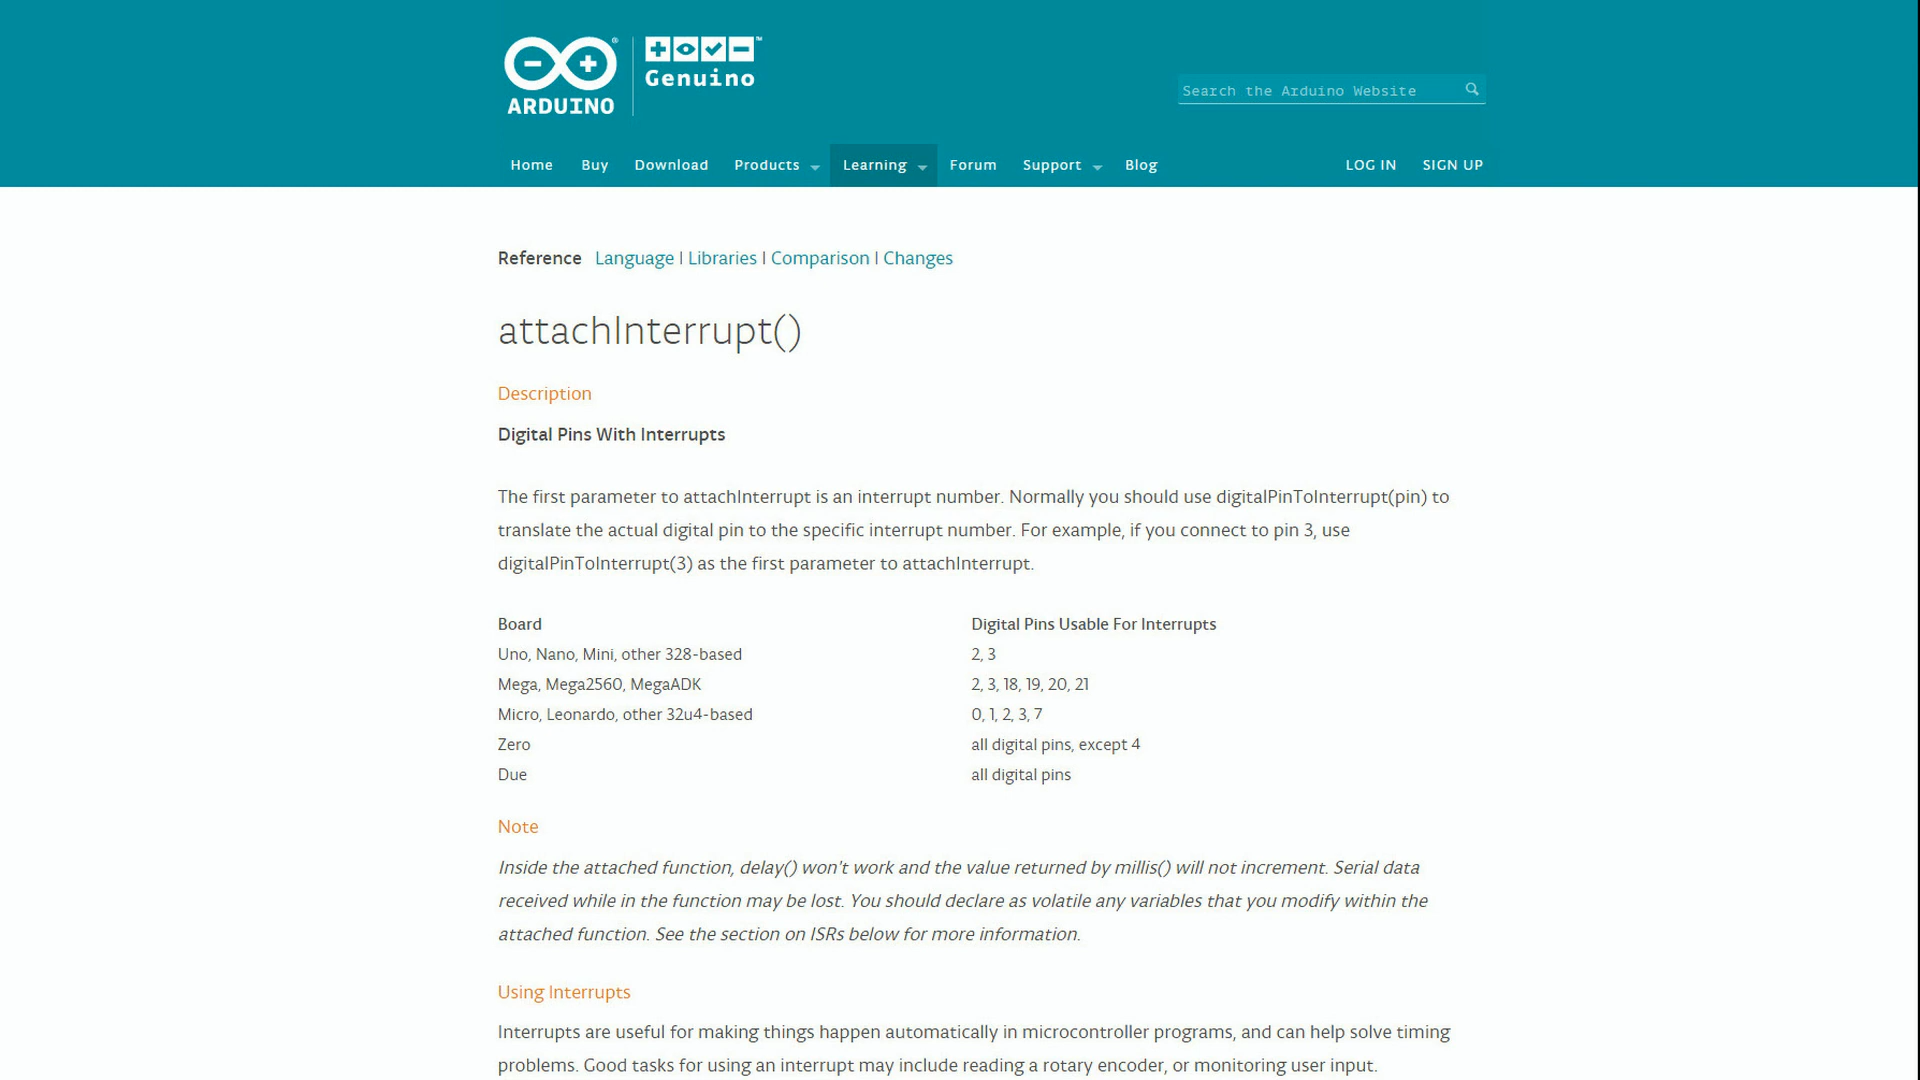 ARDUINO
Genuino
Search the Arduino Website
Home Buy Download Products Learning Forum Support Blog LOG IN SIGN UP
Reference Language | Libraries | Comparison | Changes
attachInterrupt()
Description
Digital Pins With Interrupts
The first parameter to attachInterrupt is an interrupt number. Normally you should use digitalPinToInterrupt(pin) to
translate the actual digital pin to the specific interrupt number. For example, if you connect to pin 3, use
digitalPinToInterrupt(3) as the first parameter to attachInterrupt.
Board Digital Pins Usable For Interrupts
Uno, Nano, Mini, other 328-based 2, 3
Mega, Mega2560, MegaADK 2, 3, 18, 19, 20, 21
Micro, Leonardo, other 32u4-based 0, 1, 2, 3, 7
Zero all digital pins, except 4
Due all digital pins
Note
Inside the attached function, delay() won't work and the value returned by millis() will not increment. Serial data
received while in the function may be lost. You should declare as volatile any variables that you modify within the
attached function. See the section on ISRs below for more information.
Using Interrupts
Interrupts are useful for making things happen automatically in microcontroller programs, and can help solve timing
problems. Good tasks for using an interrupt may include reading a rotary encoder, or monitoring user input.